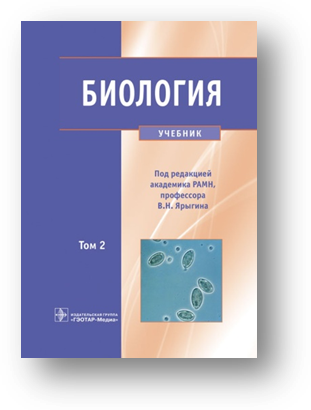 БИОЛОГИЯ
УЧЕБНИК
Под редакцией
академика РАМН,
профессора
В.Н. Ярыгина
Том 2
ИЗДАТЕЛЬСКАЯ ГРУППА
«ГЭОТАР-Медиа»